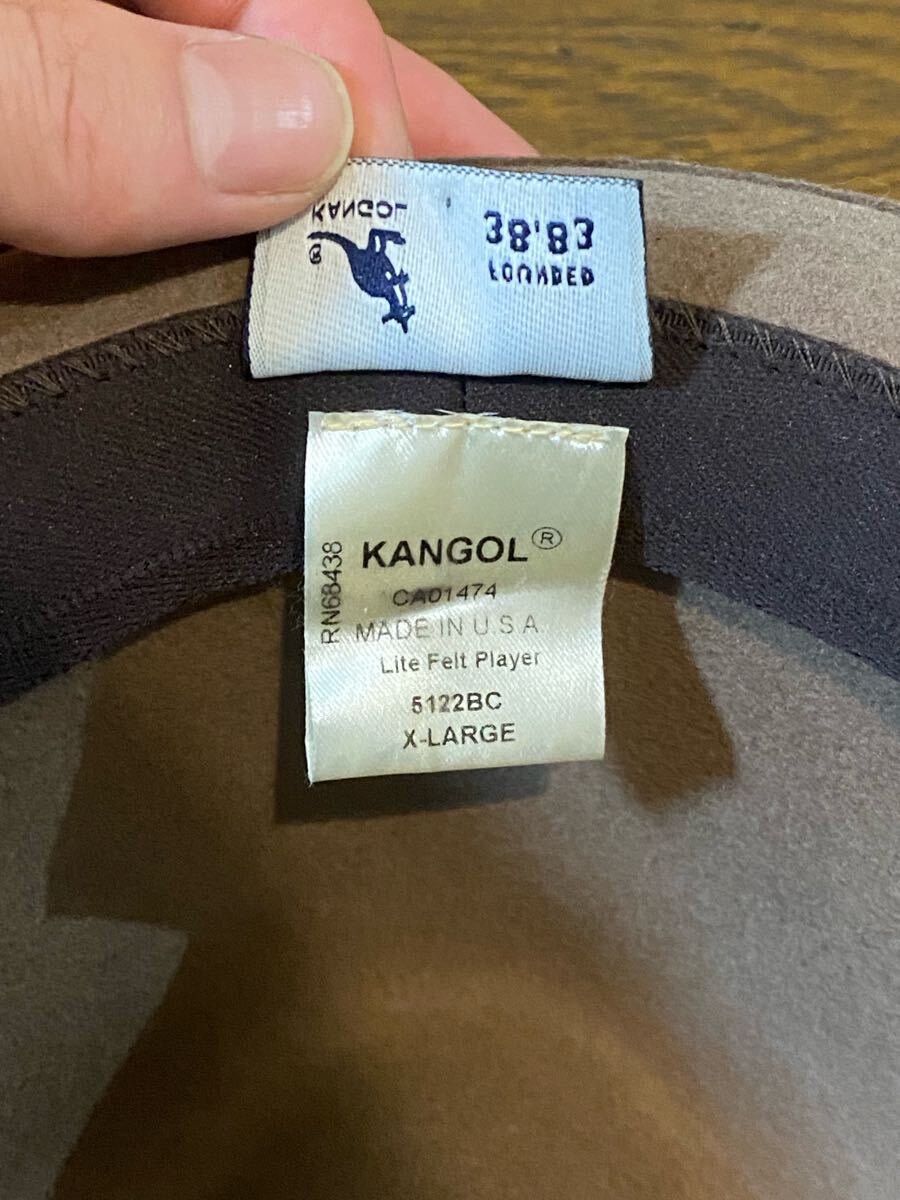 FOUNDED
38.83
®
KANGOL
KANGOL®
CA01474
MADE IN U.S.A
Lite Felt Player
5122BC
X-LARGE
RN68438